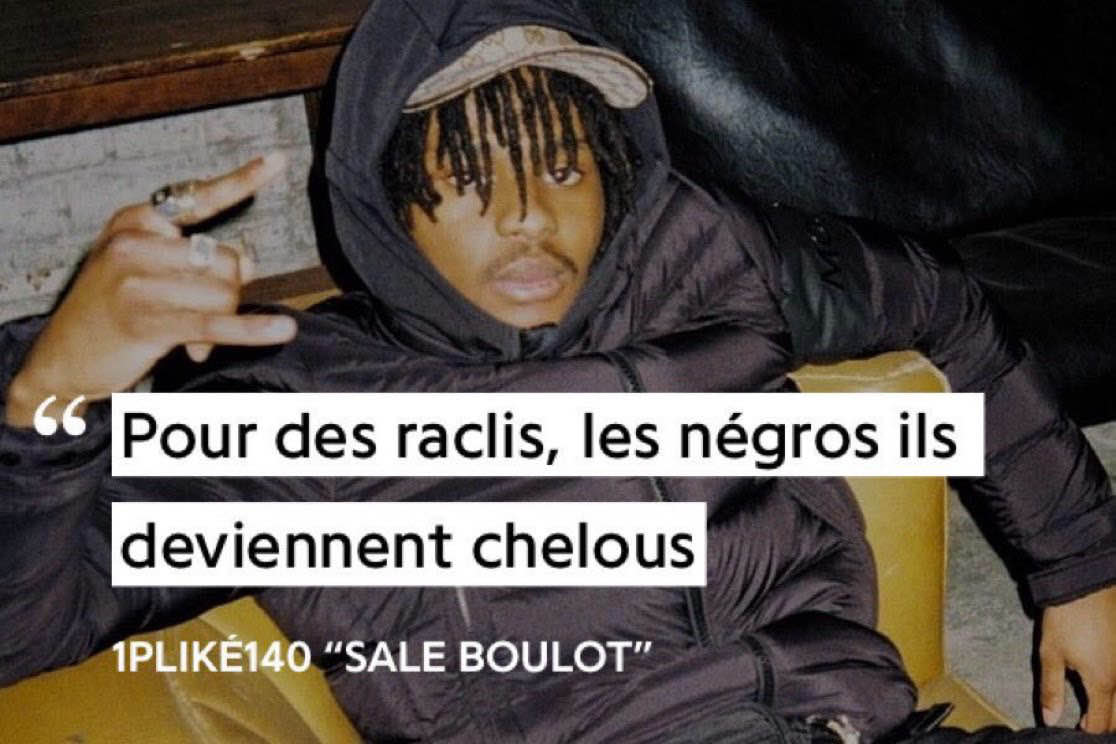 “ Pour des raclis, les négros ils
deviennent chelous
1PLIKÉ140 “SALE BOULOT”